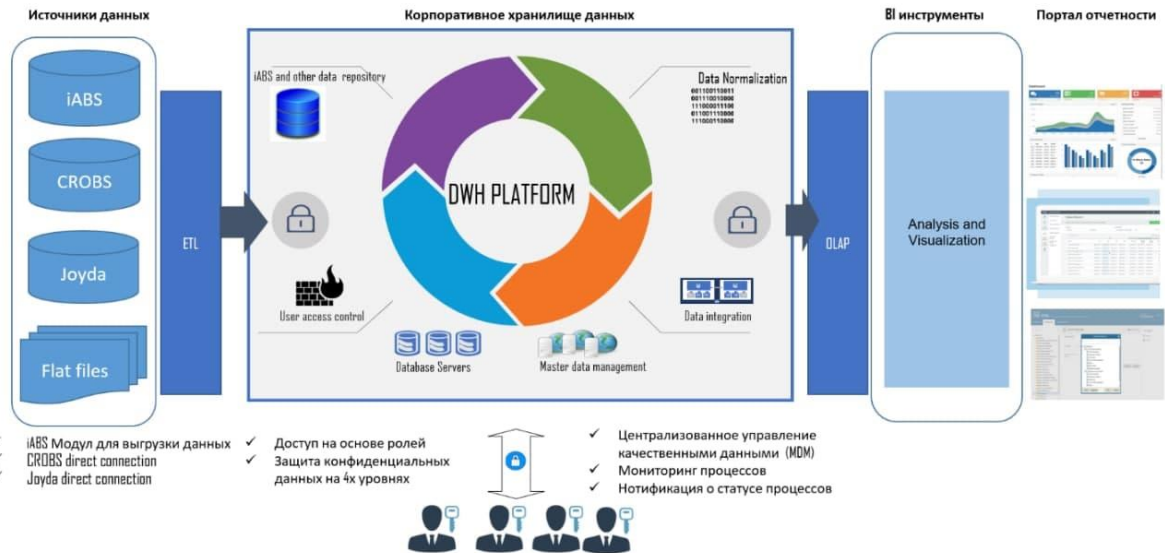 Источники данных
Корпоративное хранилище данных
BI инструменты
Портал отчетности
iABS
CROBS
Joyda
Flat files
ETL
iABS and other data repository
Data Normalization
DWH PLATFORM
User access control
Database Servers
Master data management
Data integration
OLAP
Analysis and
Visualization
iABS Модул для выгрузки данных
CROBS direct connection
Joyda direct connection
✓ Доступ на основе ролей
✓ Защита конфиденциальных
данных на 4х уровнях
✓ Централизованное управление
качественными данными (MDM)
✓ Мониторинг процессов
✓ Нотификация о статусе процессов